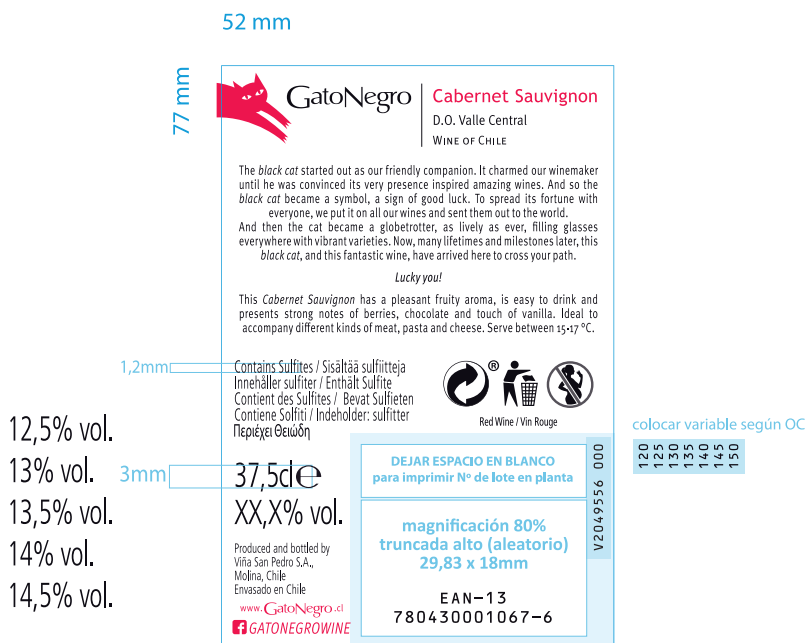 52 mm
77 mm
GatoNegro
Cabernet Sauvignon
D.O. Valle Central
WINE OF CHILE
The black cat started out as our friendly companion. It charmed our winemaker
until he was convinced its very presence inspired amazing wines. And so the
black cat became a symbol, a sign of good luck. To spread its fortune with
everyone, we put it on all our wines and sent them out to the world.
And then the cat became a globetrotter, as lively as ever, filling glasses
everywhere with vibrant varieties. Now, many lifetimes and milestones later, this
black cat, and this fantastic wine, have arrived here to cross your path.
Lucky you!
This Cabernet Sauvignon has a pleasant fruity aroma, is easy to drink and
presents strong notes of berries, chocolate and touch of vanilla. Ideal to
accompany different kinds of meat, pasta and cheese. Serve between 15-17 °C.
1,2mm
Contains Sulfites / Sisältää sulfiitteja
Innehåller sulfiter / Enthält Sulfite
Contient des Sulfites / Bevat Sulfieten
Contiene Solfiti / Indeholder: sulfitter
Περιέχει Θειώδη
®
Red Wine / Vin Rouge
12,5% vol.
13% vol.
13,5% vol.
14% vol.
14,5% vol.
3mm
37,5cl e
XX,X% vol.
Produced and bottled by
Viña San Pedro S.A.,
Molina, Chile
Envasado en Chile
www.GatoNegro.cl
f GATONEGROWINE
DEJAR ESPACIO EN BLANCO
para imprimir Nº de lote en planta
magnificación 80%
truncada alto (aleatorio)
29,83 x 18mm
EAN-13
780430001067-6
V2049556 000
colocar variable según OC
120
125
130
135
140
145
150